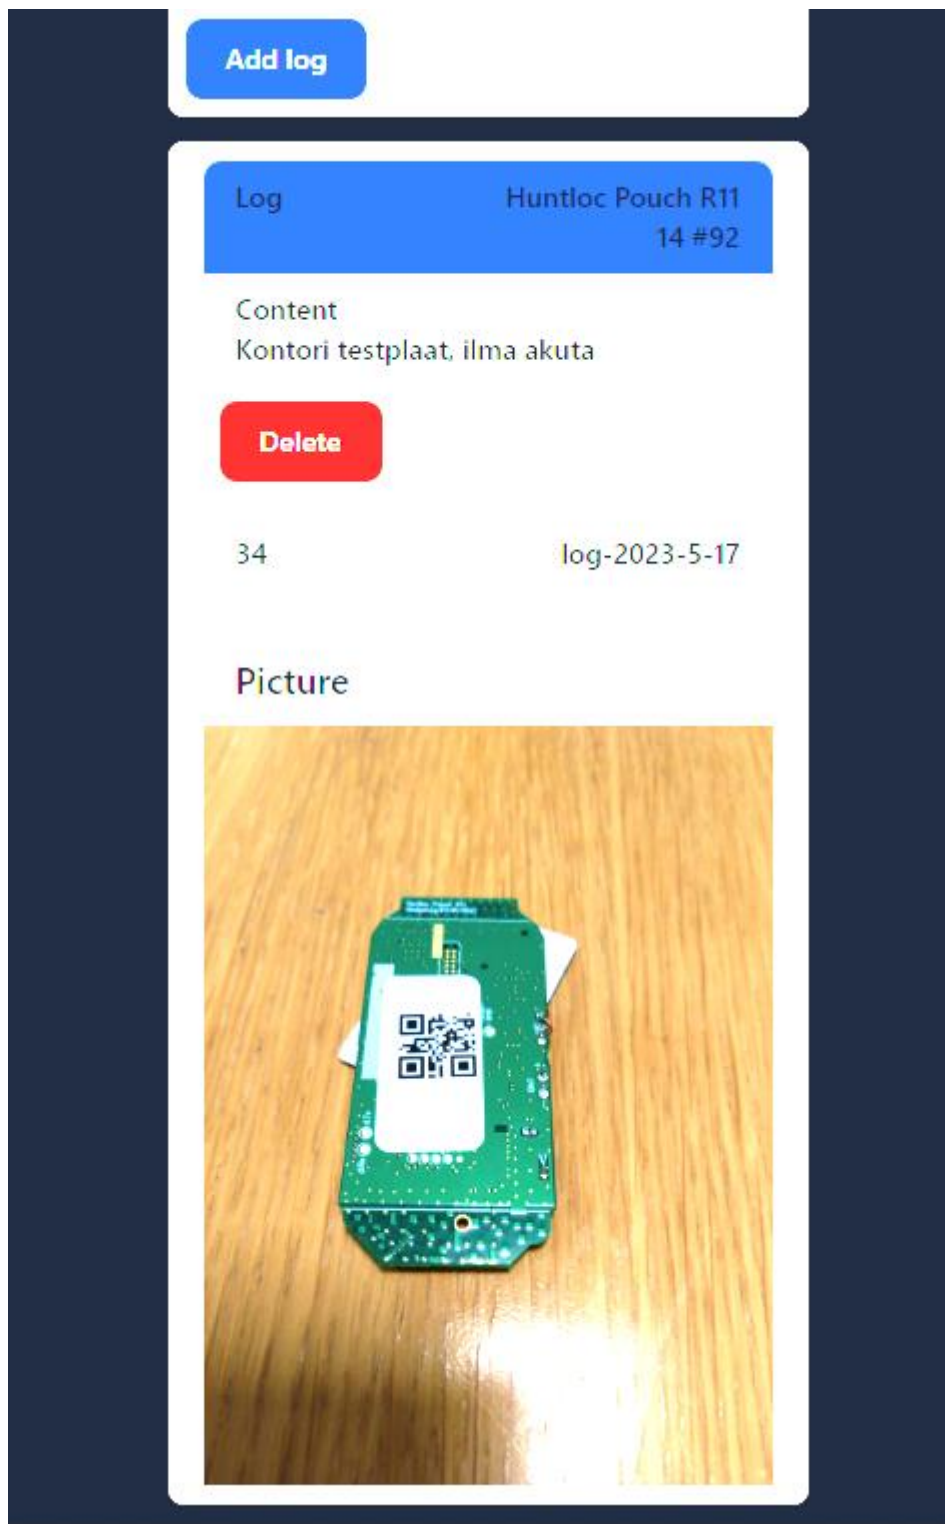 Add log
Log
Huntloc Pouch R11
14 #92
Content
Kontori testplaat, ilma akuta
Delete
34
log-2023-5-17
Picture